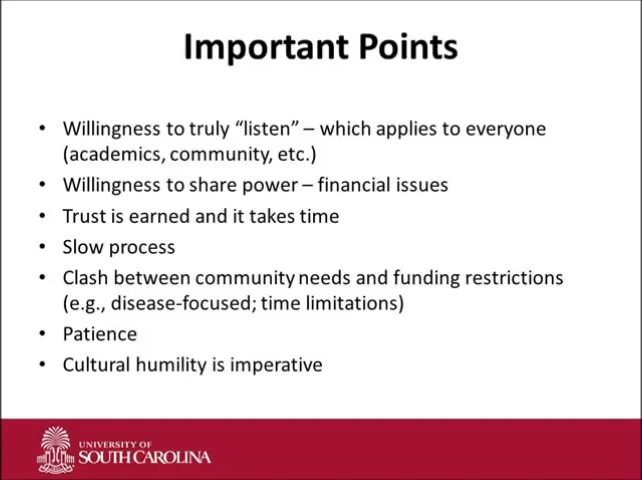 Important Points
• Willingness to truly “listen” – which applies to everyone
(academics, community, etc.)
• Willingness to share power – financial issues
• Trust is earned and it takes time
• Slow process
• Clash between community needs and funding restrictions
(e.g., disease-focused; time limitations)
• Patience
• Cultural humility is imperative
UNIVERSITY OF
SOUTH CAROLINA